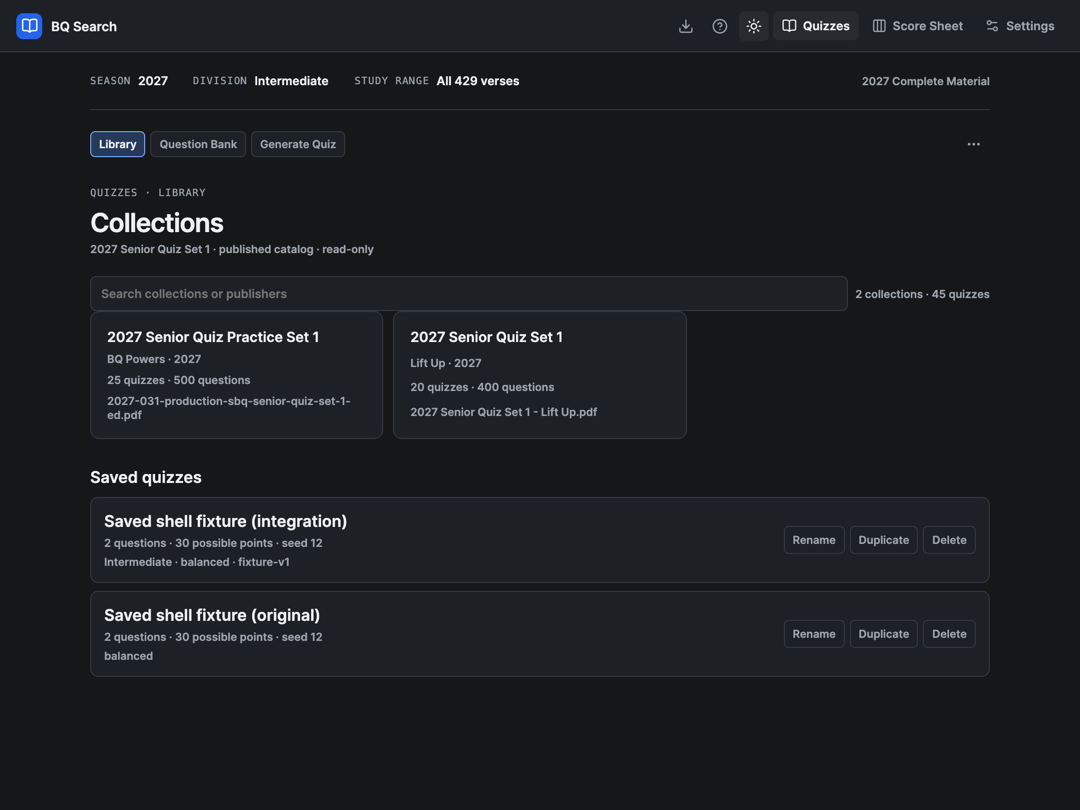 BQ Search
Quizzes
Score Sheet
Settings
SEASON 2027 DIVISION Intermediate STUDY RANGE All 429 verses
2027 Complete Material
Library
Question Bank
Generate Quiz
QUIZZES · LIBRARY
Collections
2027 Senior Quiz Set 1 · published catalog · read-only
Search collections or publishers
2 collections · 45 quizzes
2027 Senior Quiz Practice Set 1
BQ Powers · 2027
25 quizzes · 500 questions
2027-031-production-sbq-senior-quiz-set-1-
ed.pdf
2027 Senior Quiz Set 1
Lift Up · 2027
20 quizzes · 400 questions
2027 Senior Quiz Set 1 - Lift Up.pdf
Saved quizzes
Saved shell fixture (integration)
2 questions · 30 possible points · seed 12
Intermediate · balanced · fixture-v1
Rename
Duplicate
Delete
Saved shell fixture (original)
2 questions · 30 possible points · seed 12
balanced
Rename
Duplicate
Delete